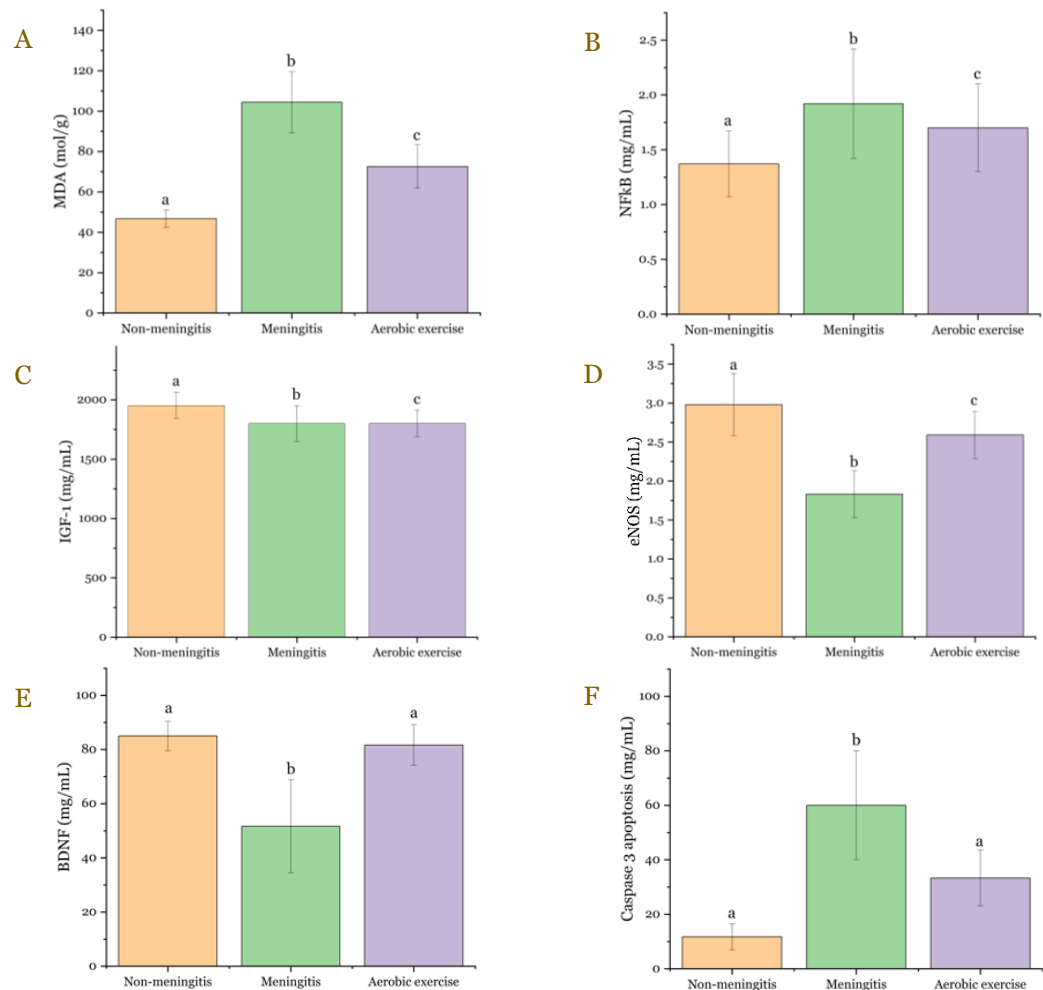 A
MDA (mol/g)
140
120
100
80
60
40
20
0
a
b
c
Non-meningitis
Meningitis
Aerobic exercise
B
NFkB (mg/mL)
2.5
2.0
1.5
1.0
0.5
0.0
a
b
c
Non-meningitis
Meningitis
Aerobic exercise
C
IGF-1 (mg/mL)
2000
1500
1000
500
0
a
b
c
Non-meningitis
Meningitis
Aerobic exercise
D
eNOS (mg/mL)
3.5
3.0
2.5
2.0
1.5
1.0
0.5
0.0
a
b
c
Non-meningitis
Meningitis
Aerobic exercise
E
BDNF (mg/mL)
100
80
60
40
20
0
a
b
a
Non-meningitis
Meningitis
Aerobic exercise
F
Caspase 3 apoptosis (mg/mL)
100
80
60
40
20
0
a
b
a
Non-meningitis
Meningitis
Aerobic exercise